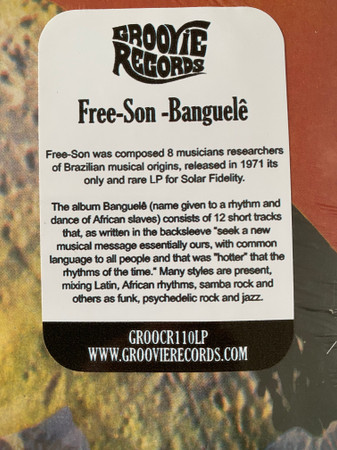 GROOVIE
RECORDS
Free-Son -Banguelê
Free-Son was composed 8 musicians researchers
of Brazilian musical origins, released in 1971 its
only and rare LP for Solar Fidelity.
The album Banguelê (name given to a rhythm and
dance of African slaves) consists of 12 short tracks
that, as written in the backsleeve "seek a new
musical message essentially ours, with common
language to all people and that was "hotter" that the
rhythms of the time." Many styles are present,
mixing Latin, African rhythms, samba rock and
others as funk, psychedelic rock and jazz.
GROOCR110LP
WWW.GROOVIERECORDS.COM